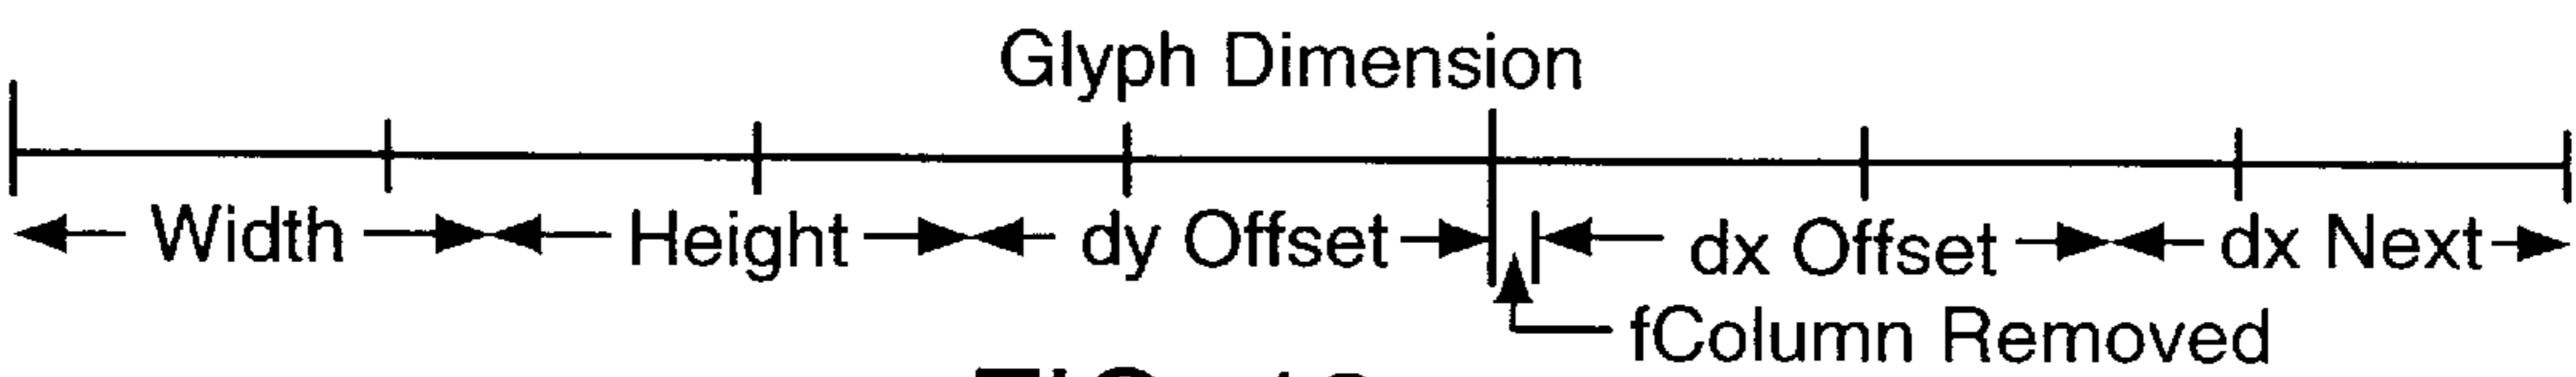 Glyph Dimension
Width Height dy Offset dx Offset dx Next
fColumn Removed